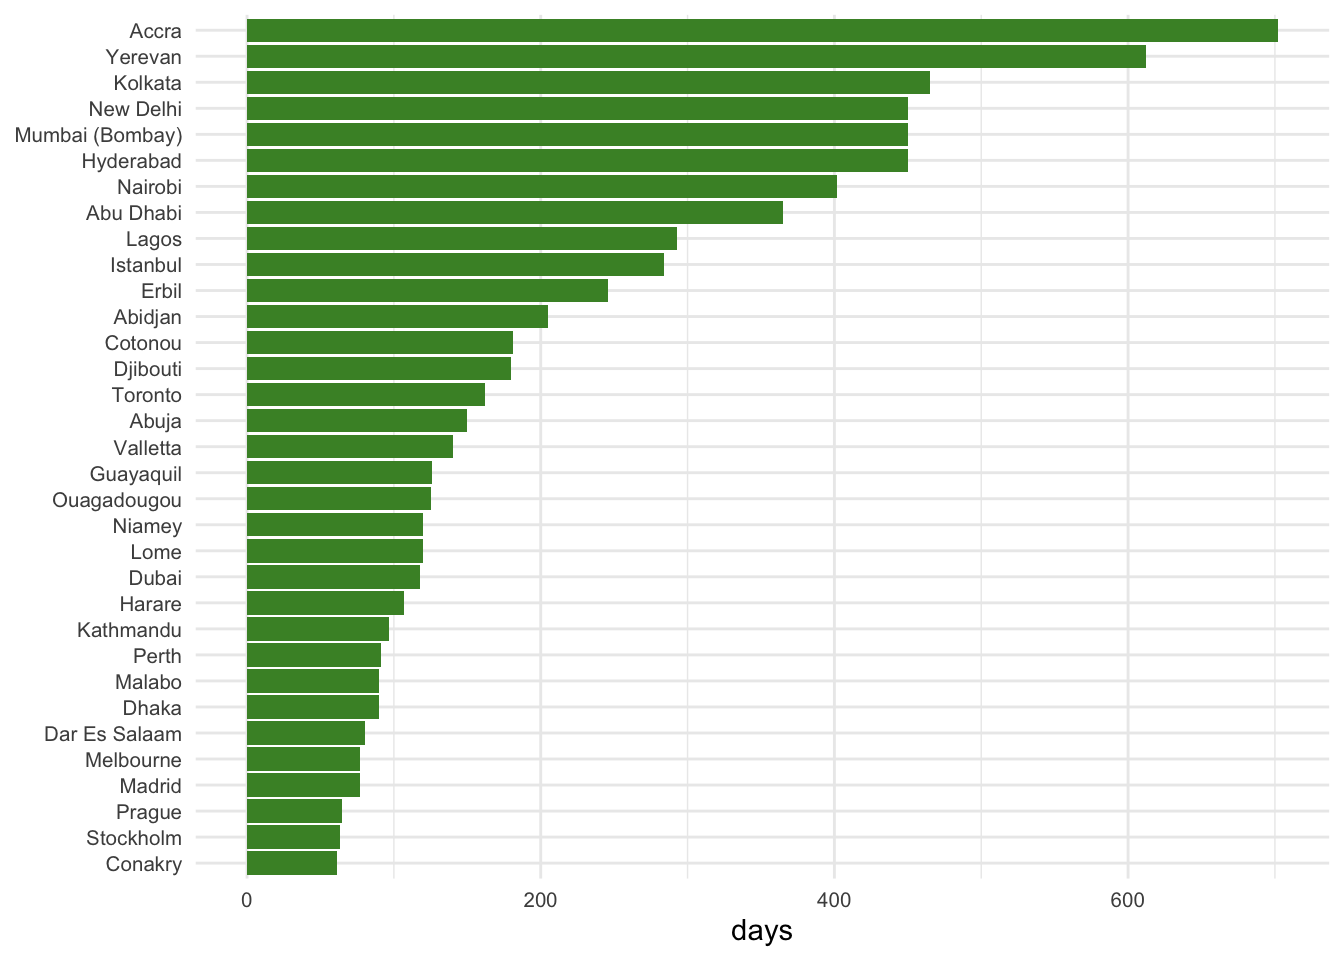 Accra
Yerevan
Kolkata
New Delhi
Mumbai (Bombay)
Hyderabad
Nairobi
Abu Dhabi
Lagos
Istanbul
Erbil
Abidjan
Cotonou
Djibouti
Toronto
Abuja
Valletta
Guayaquil
Ouagadougou
Niamey
Lome
Dubai
Harare
Kathmandu
Perth
Malabo
Dhaka
Dar Es Salaam
Melbourne
Madrid
Prague
Stockholm
Conakry
0 200 400 600
days